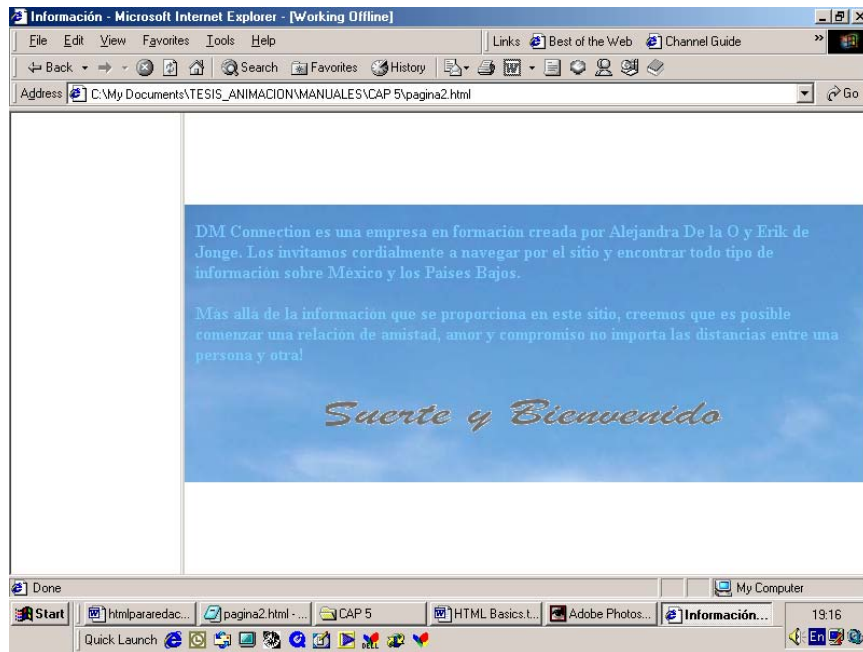 Información - Microsoft Internet Explorer - [Working Offline]
File Edit View Favorites Tools Help
Links Best of the Web Channel Guide »
Back Search Favorites History
Address C:\My Documents\TESIS_ANIMACION\MANUALES\CAP 5\pagina2.html Go
DM Connection es una empresa en formación creada por Alejandra De la O y Erik de
Jonge. Los invitamos cordialmente a navegar por el sitio y encontrar todo tipo de
información sobre México y los Países Bajos.
Más allá de la información que se proporciona en este sitio, creemos que es posible
comenzar una relación de amistad, amor y compromiso no importa las distancias entre una
persona y otra!
Suerte y Bienvenido
Done My Computer
Start htmlpararedac... pagina2.html - ... CAP 5 HTML Basics.t... Adobe Photos... Información... 19:16
Quick Launch DELL En